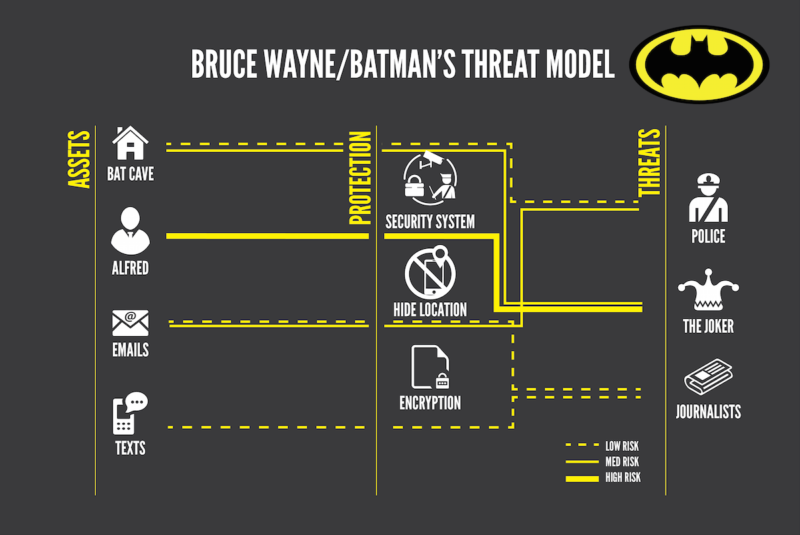 BRUCE WAYNE/BATMAN'S THREAT MODEL
ASSETS
BAT CAVE
ALFRED
@
EMAILS
TEXTS
PROTECTION
SECURITY SYSTEM
HIDE LOCATION
ENCRYPTION
THREATS
POLICE
THE JOKER
JOURNALISTS
LOW RISK
MED RISK
HIGH RISK